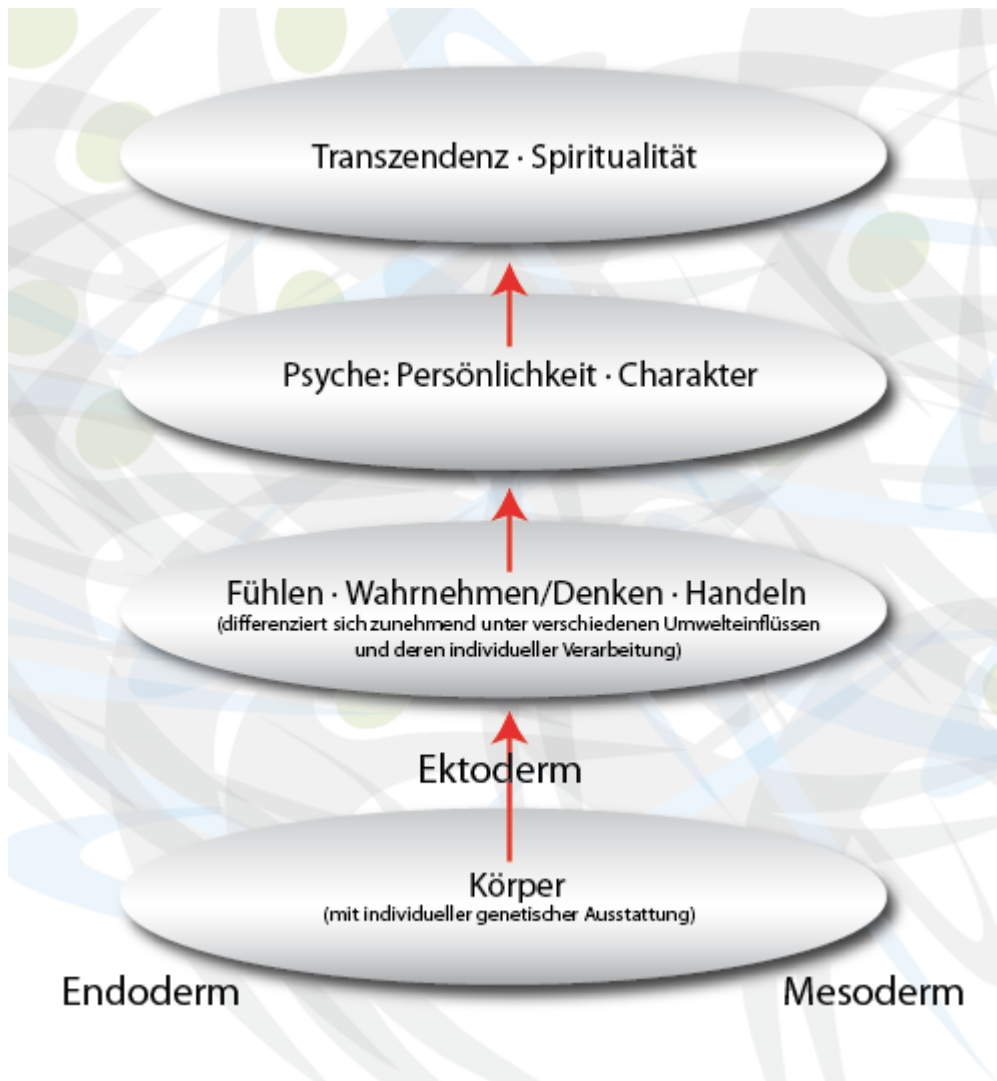 Transzendenz · Spiritualität
Psyche: Persönlichkeit · Charakter
Fühlen · Wahrnehmen/Denken · Handeln
(differenziert sich zunehmend unter verschiedenen Umwelteinflüssen
und deren individueller Verarbeitung)
Ektoderm
Körper
(mit individueller genetischer Ausstattung)
Endoderm
Mesoderm